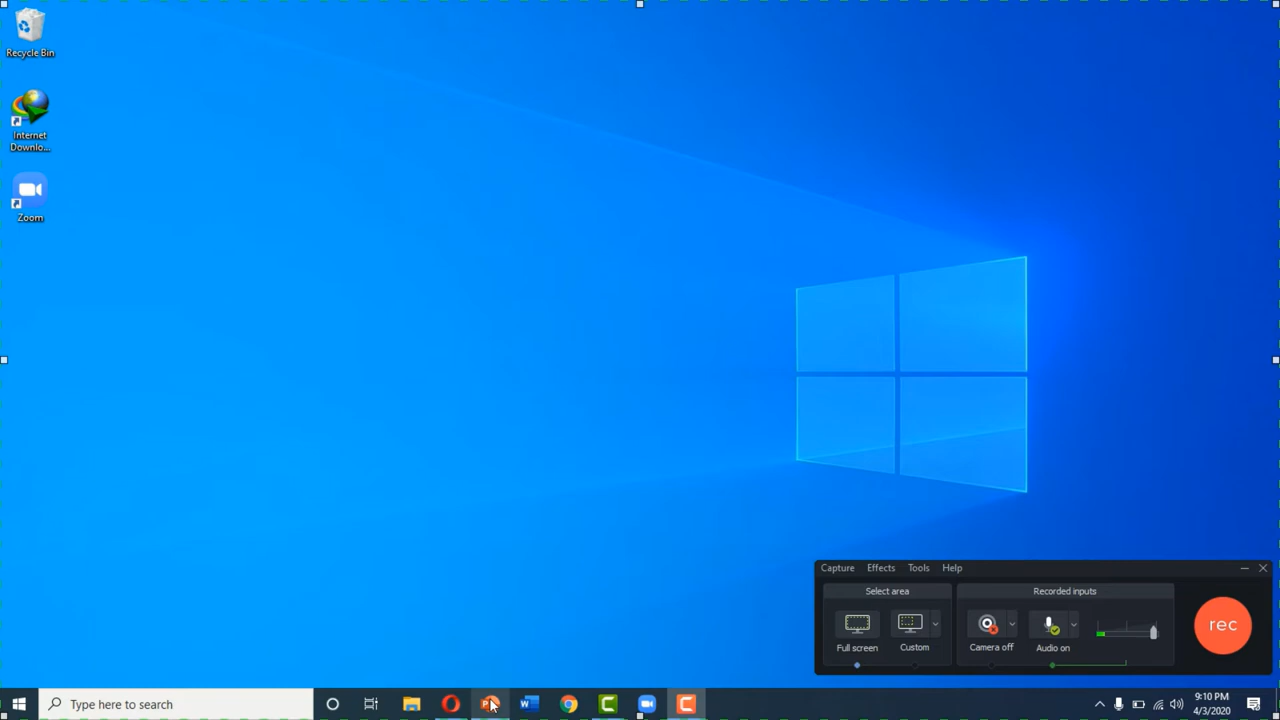 Recycle Bin
Internet
Downlo...
Zoom
Capture Effects Tools Help
Select area
Recorded inputs
Full screen
Custom
Camera off
Audio on
rec
Type here to search
9:10 PM
4/3/2020